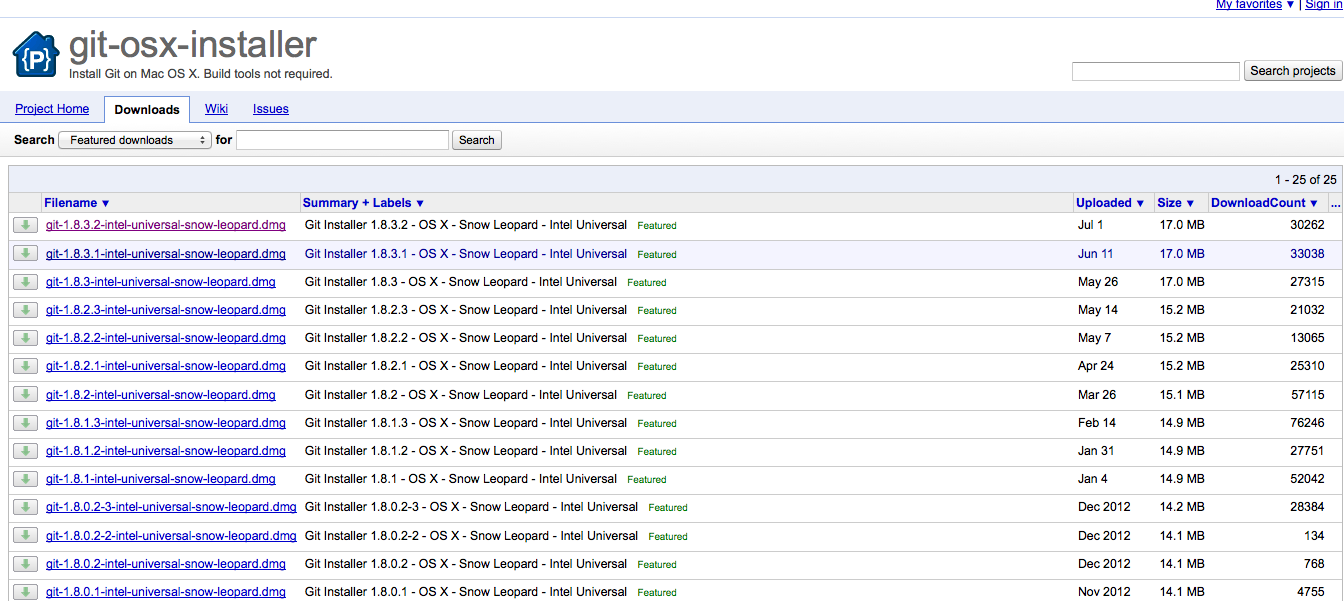 My favorites ▼ | Sign in
{P}
git-osx-installer
Install Git on Mac OS X. Build tools not required.
Search projects
Project Home Downloads Wiki Issues
Search Featured downloads for Search
1 - 25 of 25
Filename ▼ Summary + Labels ▼ Uploaded ▼ Size ▼ DownloadCount ▼ ...
git-1.8.3.2-intel-universal-snow-leopard.dmg Git Installer 1.8.3.2 - OS X - Snow Leopard - Intel Universal Featured Jul 1 17.0 MB 30262
git-1.8.3.1-intel-universal-snow-leopard.dmg Git Installer 1.8.3.1 - OS X - Snow Leopard - Intel Universal Featured Jun 11 17.0 MB 33038
git-1.8.3-intel-universal-snow-leopard.dmg Git Installer 1.8.3 - OS X - Snow Leopard - Intel Universal Featured May 26 17.0 MB 27315
git-1.8.2.3-intel-universal-snow-leopard.dmg Git Installer 1.8.2.3 - OS X - Snow Leopard - Intel Universal Featured May 14 15.2 MB 21032
git-1.8.2.2-intel-universal-snow-leopard.dmg Git Installer 1.8.2.2 - OS X - Snow Leopard - Intel Universal Featured May 7 15.2 MB 13065
git-1.8.2.1-intel-universal-snow-leopard.dmg Git Installer 1.8.2.1 - OS X - Snow Leopard - Intel Universal Featured Apr 24 15.2 MB 25310
git-1.8.2-intel-universal-snow-leopard.dmg Git Installer 1.8.2 - OS X - Snow Leopard - Intel Universal Featured Mar 26 15.1 MB 57115
git-1.8.1.3-intel-universal-snow-leopard.dmg Git Installer 1.8.1.3 - OS X - Snow Leopard - Intel Universal Featured Feb 14 14.9 MB 76246
git-1.8.1.2-intel-universal-snow-leopard.dmg Git Installer 1.8.1.2 - OS X - Snow Leopard - Intel Universal Featured Jan 31 14.9 MB 27751
git-1.8.1-intel-universal-snow-leopard.dmg Git Installer 1.8.1 - OS X - Snow Leopard - Intel Universal Featured Jan 4 14.9 MB 52042
git-1.8.0.2-3-intel-universal-snow-leopard.dmg Git Installer 1.8.0.2-3 - OS X - Snow Leopard - Intel Universal Featured Dec 2012 14.2 MB 28384
git-1.8.0.2-2-intel-universal-snow-leopard.dmg Git Installer 1.8.0.2-2 - OS X - Snow Leopard - Intel Universal Featured Dec 2012 14.1 MB 134
git-1.8.0.2-intel-universal-snow-leopard.dmg Git Installer 1.8.0.2 - OS X - Snow Leopard - Intel Universal Featured Dec 2012 14.1 MB 768
git-1.8.0.1-intel-universal-snow-leopard.dmg Git Installer 1.8.0.1 - OS X - Snow Leopard - Intel Universal Featured Nov 2012 14.1 MB 4755